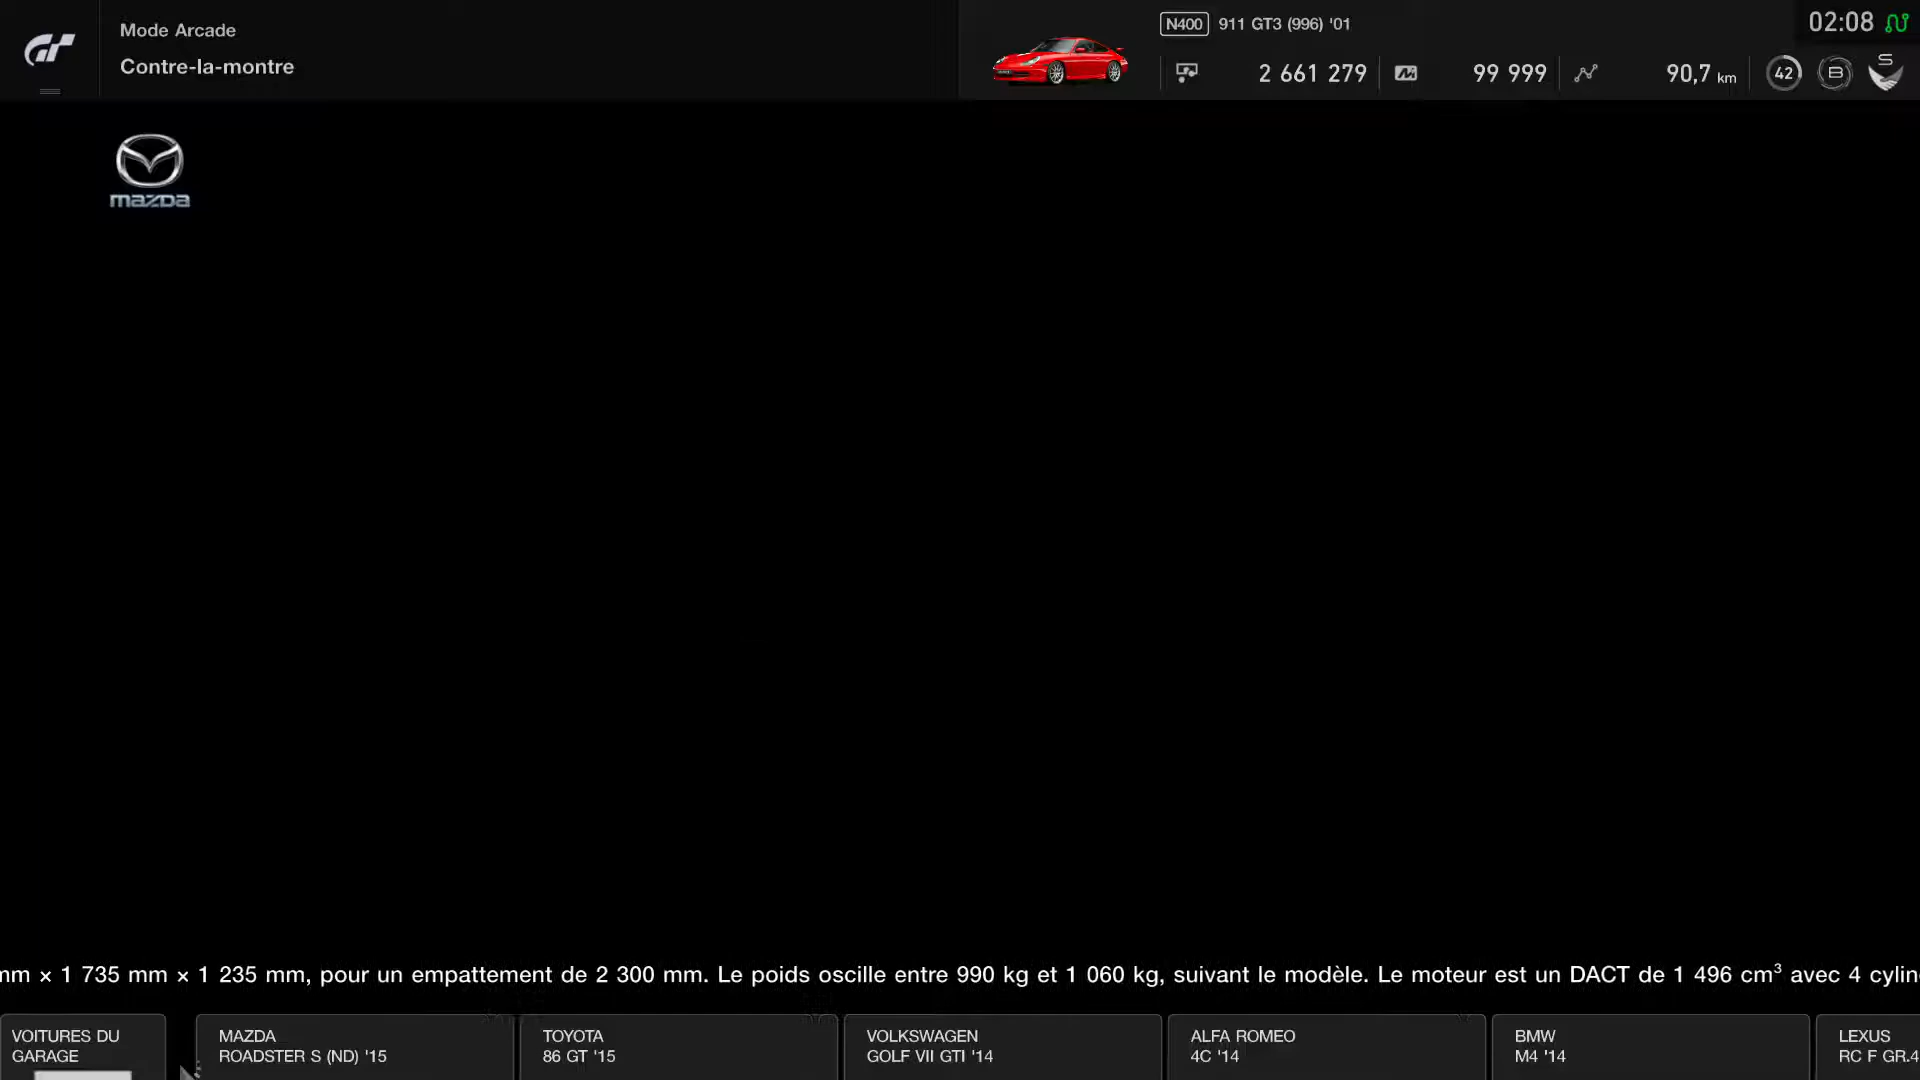 Mode Arcade
Contre-la-montre
N400 911 GT3 (996) '01
02:08
2 661 279
99 999
90,7 km
42
B
S
mazda
mm × 1 735 mm × 1 235 mm, pour un empattement de 2 300 mm. Le poids oscille entre 990 kg et 1 060 kg, suivant le modèle. Le moteur est un DACT de 1 496 cm³ avec 4 cylin
VOITURES DU
GARAGE
MAZDA
ROADSTER S (ND) '15
TOYOTA
86 GT '15
VOLKSWAGEN
GOLF VII GTI '14
ALFA ROMEO
4C '14
BMW
M4 '14
LEXUS
RC F GR.4